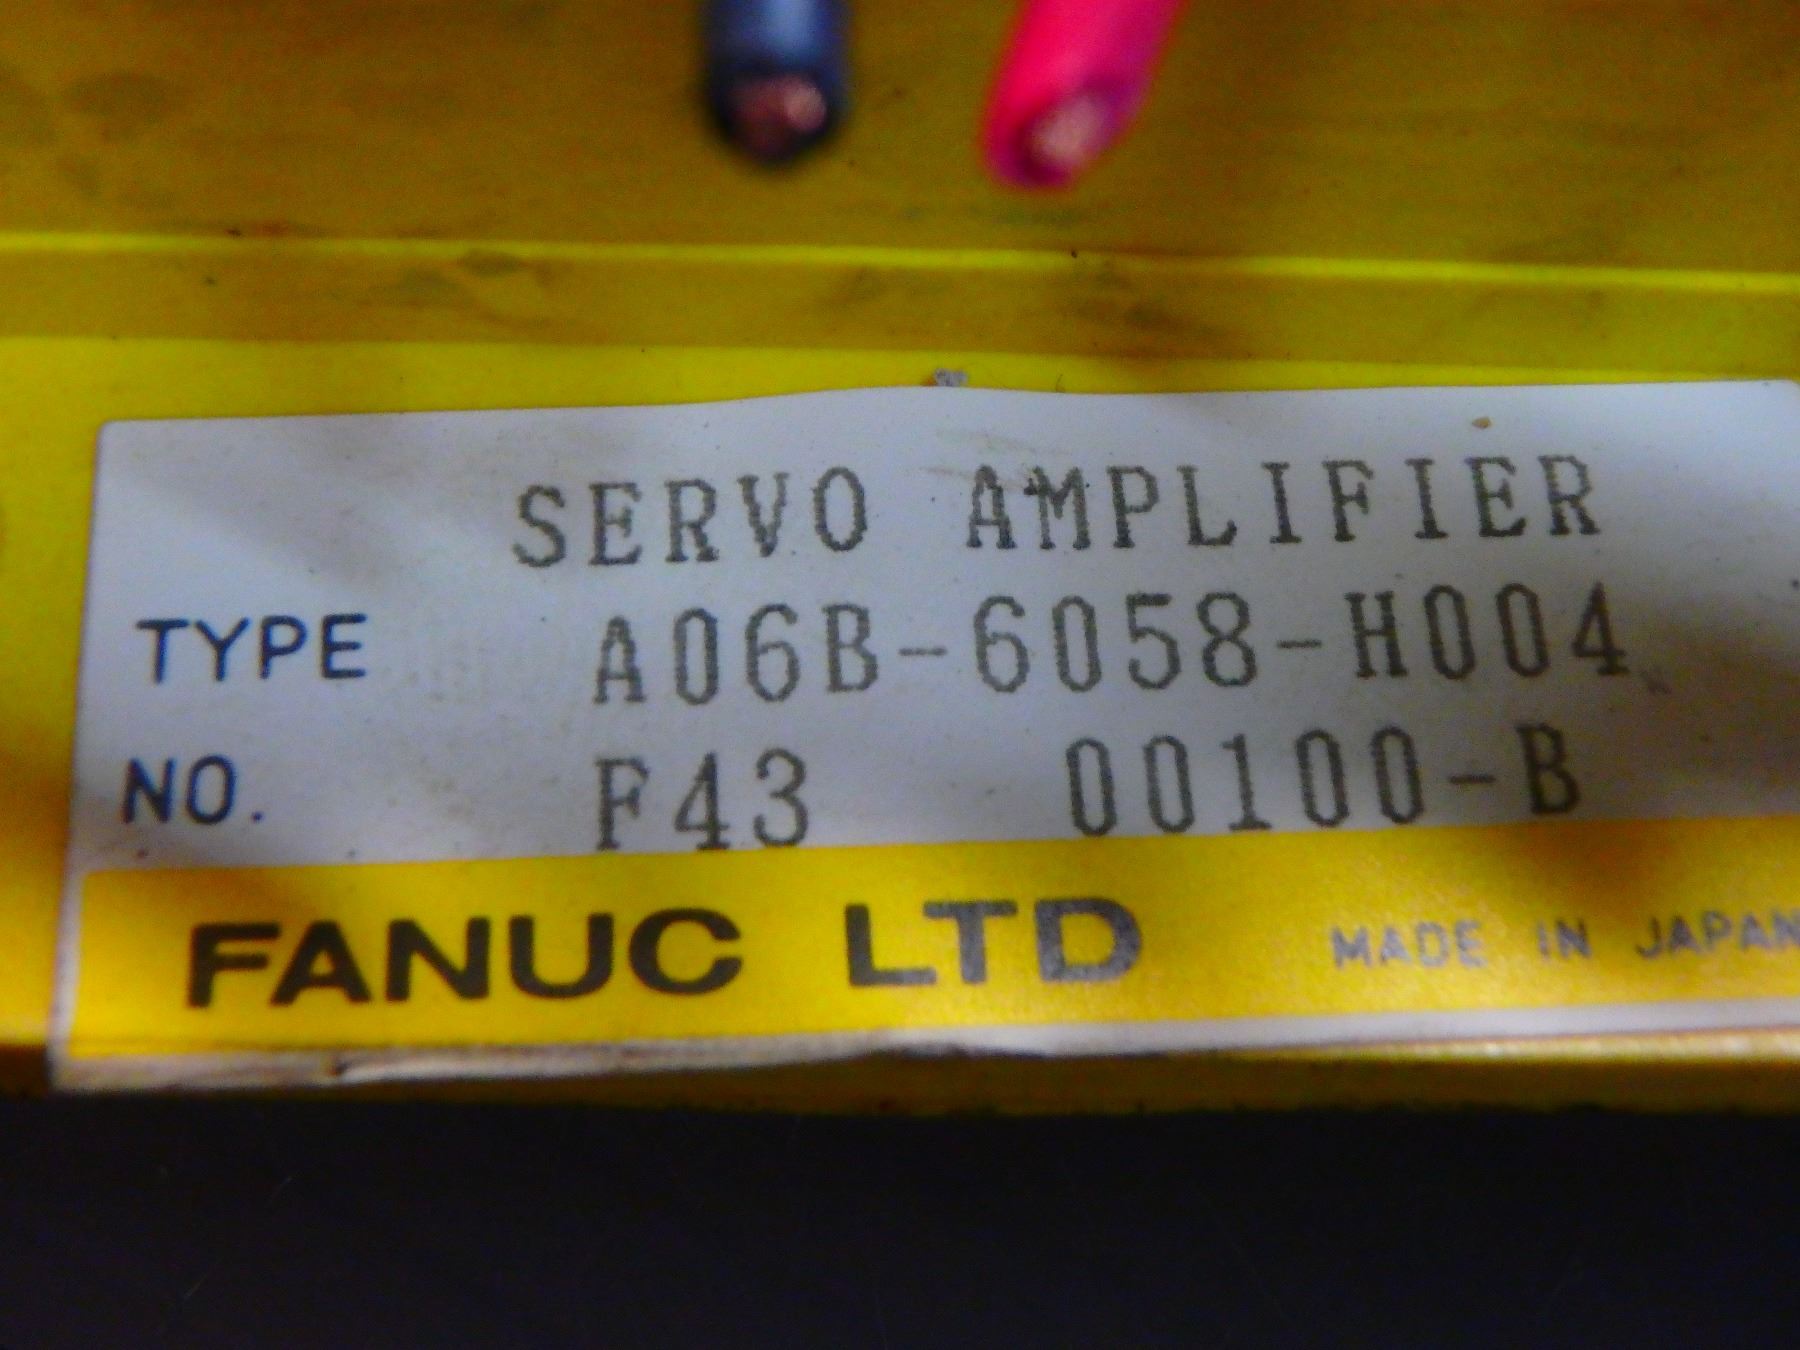 SERVO AMPLIFIER
TYPE A06B-6058-H004
NO. F43 00100-B
FANUC LTD MADE IN JAPAN